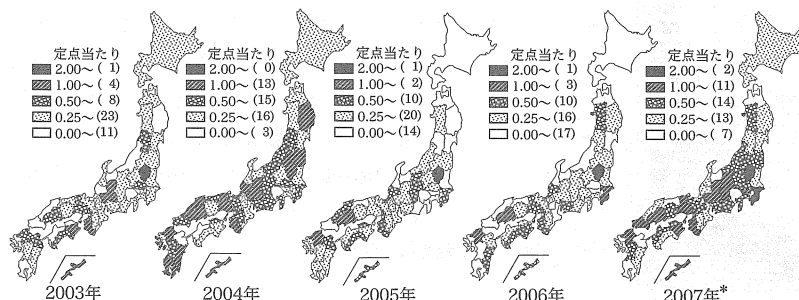 定点当たり
2.00～( 1)
1.00～( 4)
0.50～( 8)
0.25～(23)
0.00～(11)
2003年
定点当たり
2.00～( 0)
1.00～(13)
0.50～(15)
0.25～(16)
0.00～( 3)
2004年
定点当たり
2.00～( 1)
1.00～( 2)
0.50～(10)
0.25～(20)
0.00～(14)
2005年
定点当たり
2.00～( 1)
1.00～( 3)
0.50～(10)
0.25～(16)
0.00～(17)
2006年
定点当たり
2.00～( 2)
1.00～(11)
0.50～(14)
0.25～(13)
0.00～( 7)
2007年*